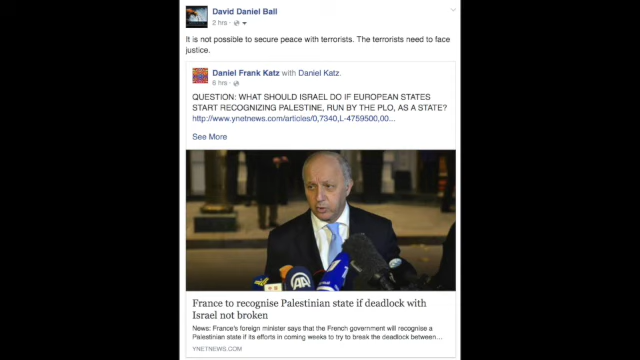 David Daniel Ball
2 hrs ·
It is not possible to secure peace with terrorists. The terrorists need to face
justice.
Daniel Frank Katz with Daniel Katz.
8 hrs ·
QUESTION: WHAT SHOULD ISRAEL DO IF EUROPEAN STATES
START RECOGNIZING PALESTINE, RUN BY THE PLO, AS A STATE?
http://www.ynetnews.com/articles/0,7340,L-4759500,00...
See More
AA
France to recognise Palestinian state if deadlock with
Israel not broken
News: France's foreign minister says that the French government will recognise a
Palestinian state if its efforts in coming weeks to try to break the deadlock between...
YNETNEWS.COM